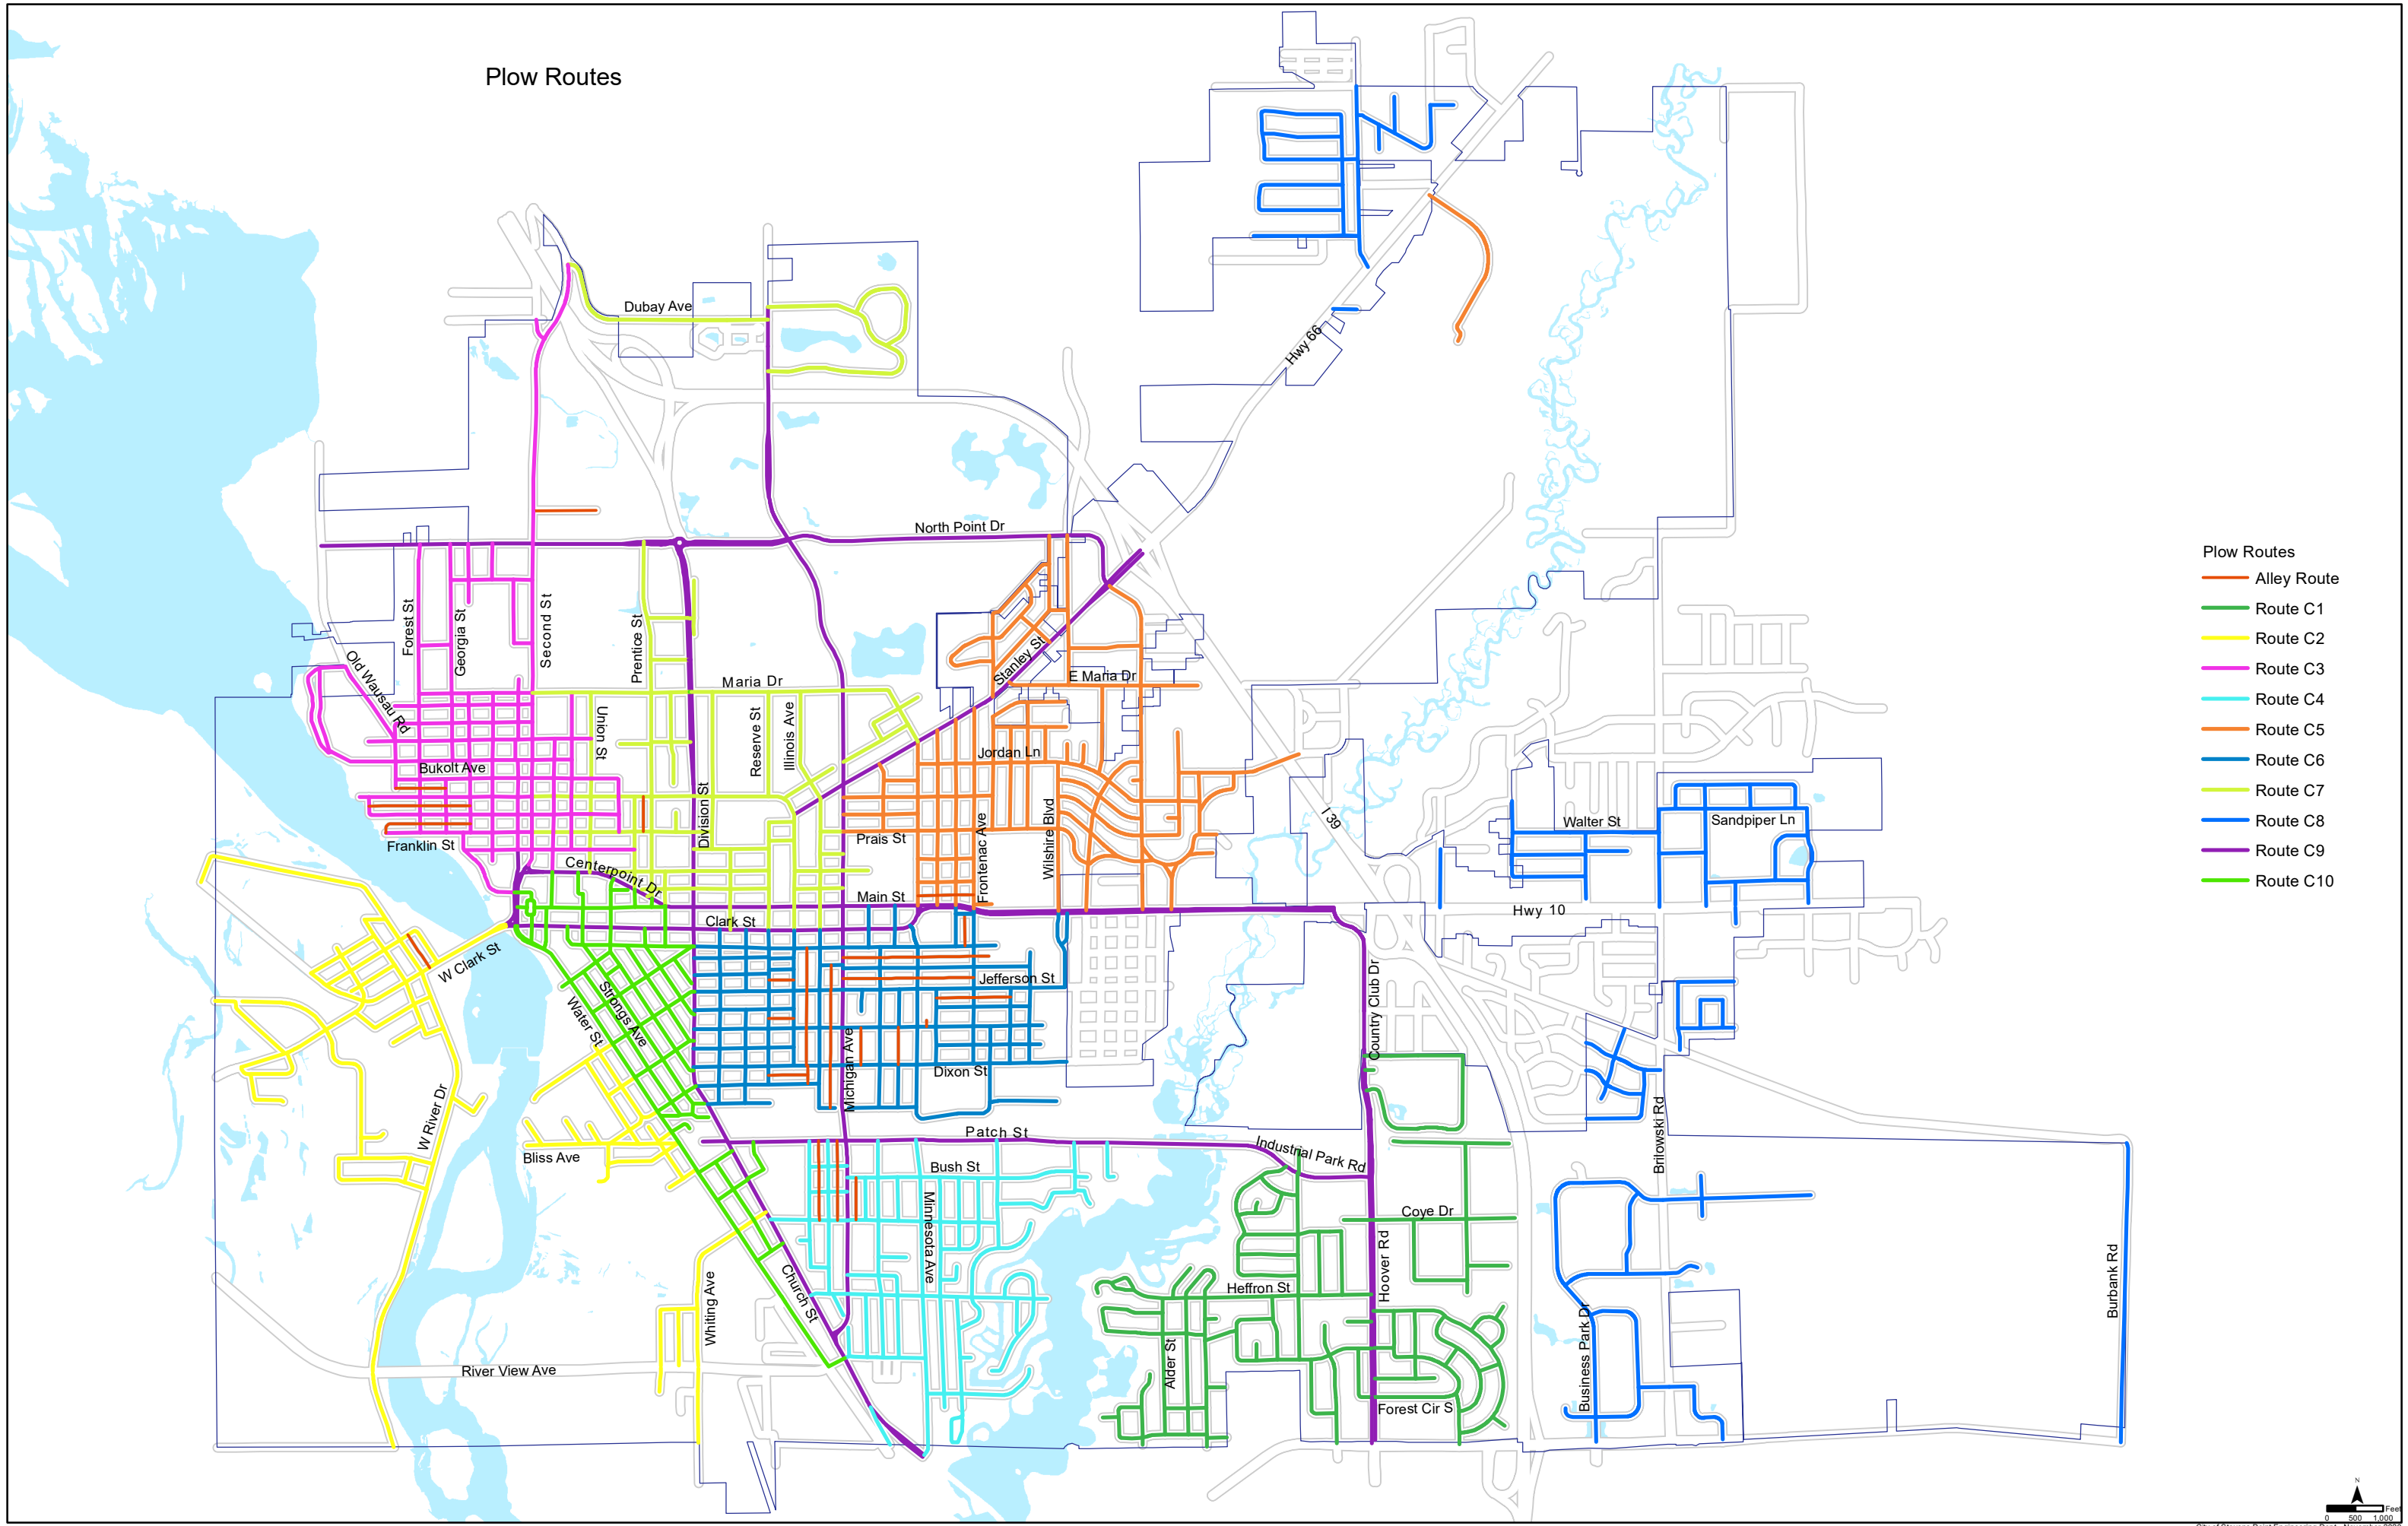 Plow Routes
Dubay Ave
Hwy 66
North Point Dr
Forest St
Georgia St
Second St
Prentice St
Stanley St
Old Wausau Rd
Maria Dr
E Maria Dr
Union St
Reserve St
Illinois Ave
Jordan Ln
Bukolt Ave
Division St
Wilshire Blvd
I 39
Frontenac Ave
Prais St
Franklin St
Walter St
Sandpiper Ln
Centerpoint Dr
Main St
Clark St
Hwy 10
W Clark St
Jefferson St
Strongs Ave
Water St
Country Club Dr
Michigan Ave
Dixon St
W River Dr
Brilowski Rd
Patch St
Industrial Park Rd
Bliss Ave
Bush St
Minnesota Ave
Coye Dr
Hoover Rd
Church St
Heffron St
Whiting Ave
Burbank Rd
Business Park Dr
Alder St
River View Ave
Forest Cir S
Plow Routes
Alley Route
Route C1
Route C2
Route C3
Route C4
Route C5
Route C6
Route C7
Route C8
Route C9
Route C10
N
Feet
0 500 1,000